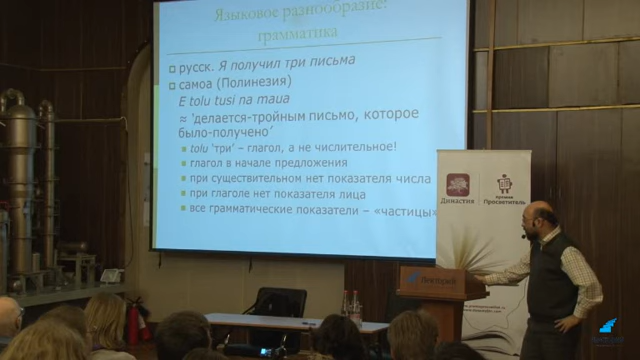 Языковое разнообразие:
грамматика
русск. Я получил три письма
самоа (Полинезия)
E tolu tusi na maua
≈ ‘делается-тройным письмо, которое
было-получено’
tolu ‘три’ – глагол, а не числительное!
глагол в начале предложения
при существительном нет показателя числа
при глаголе нет показателя лица
все грамматические показатели – «частицы»
Династия
Просветитель
Лекторий